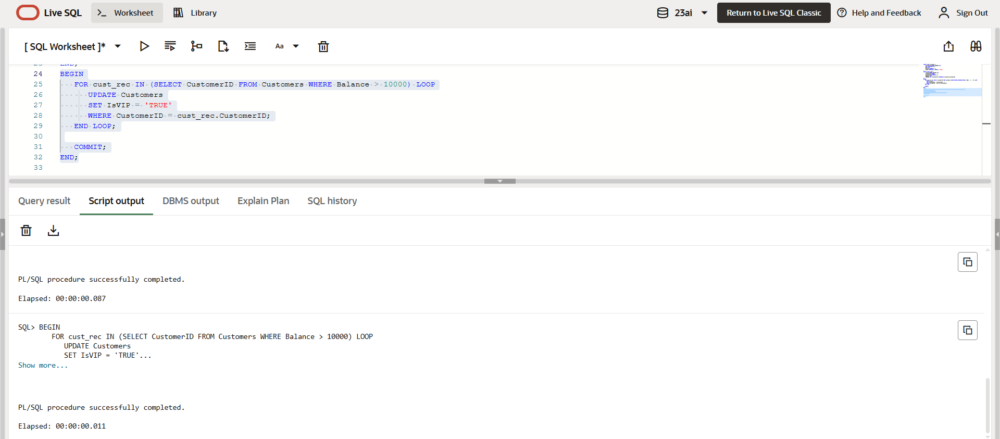 Live SQL
Worksheet
Library
23ai
Return to Live SQL Classic
Help and Feedback
Sign Out
[ SQL Worksheet ]*
Aa
23 END;
24 BEGIN
25 FOR cust_rec IN (SELECT CustomerID FROM Customers WHERE Balance > 10000) LOOP
26 UPDATE Customers
27 SET IsVIP = 'TRUE'
28 WHERE CustomerID = cust_rec.CustomerID;
29 END LOOP;
30
31 COMMIT;
32 END;
33
Query result
Script output
DBMS output
Explain Plan
SQL history
PL/SQL procedure successfully completed.
Elapsed: 00:00:00.087
SQL> BEGIN
FOR cust_rec IN (SELECT CustomerID FROM Customers WHERE Balance > 10000) LOOP
UPDATE Customers
SET IsVIP = 'TRUE'...
Show more...
PL/SQL procedure successfully completed.
Elapsed: 00:00:00.011